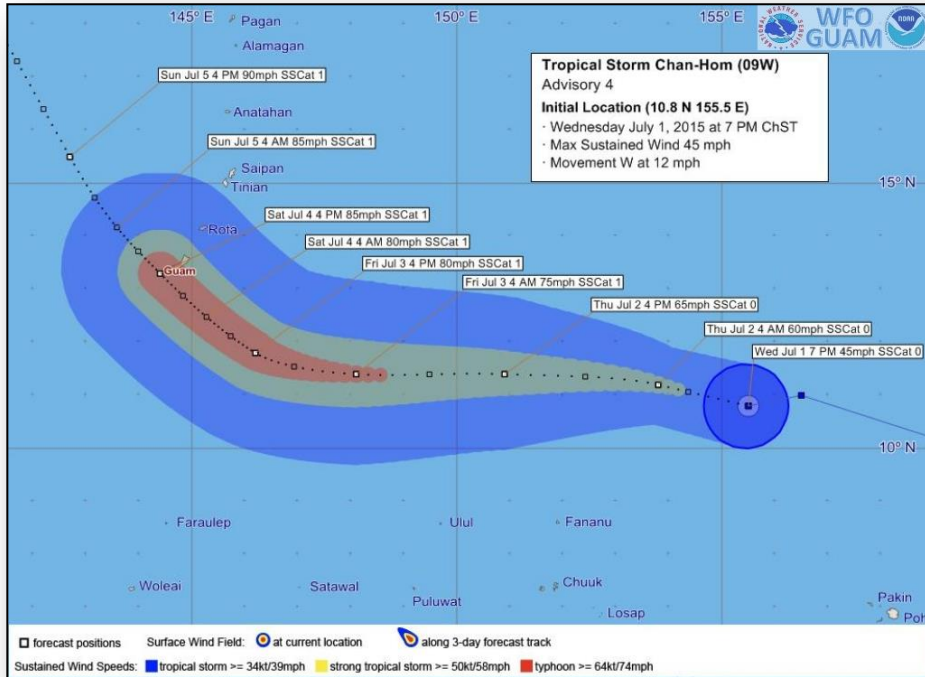 145° E
150° E
155° E
NATIONAL WEATHER SERVICE
NOAA
WFO
GUAM
Pagan
Alamagan
Tropical Storm Chan-Hom (09W)
Advisory 4
Initial Location (10.8 N 155.5 E)
· Wednesday July 1, 2015 at 7 PM ChST
· Max Sustained Wind 45 mph
· Movement W at 12 mph
Sun Jul 5 4 PM 90mph SSCat 1
Anatahan
Sun Jul 5 4 AM 85mph SSCat 1
Saipan
Tinian
15° N
Sat Jul 4 4 PM 85mph SSCat 1
Rota
Sat Jul 4 4 AM 80mph SSCat 1
Fri Jul 3 4 PM 80mph SSCat 1
Guam
Fri Jul 3 4 AM 75mph SSCat 1
Thu Jul 2 4 PM 65mph SSCat 0
Thu Jul 2 4 AM 60mph SSCat 0
Wed Jul 1 7 PM 45mph SSCat 0
10° N
Faraulep
Ulul
Fananu
Woleai
Satawal
Puluwat
Chuuk
Losap
Pakin
Poh
forecast positions Surface Wind Field: at current location along 3-day forecast track
Sustained Wind Speeds: tropical storm >= 34kt/39mph strong tropical storm >= 50kt/58mph typhoon >= 64kt/74mph